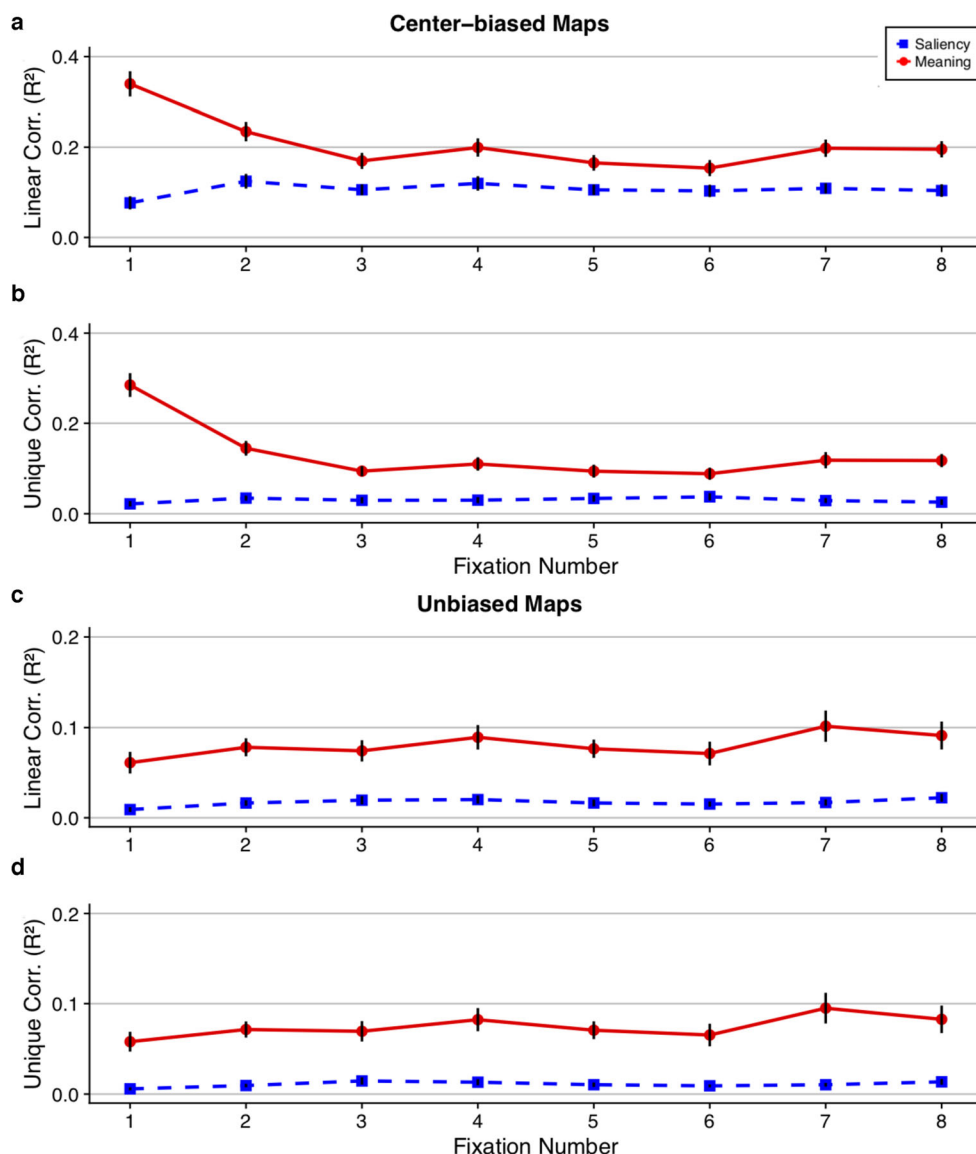 a
Center–biased Maps
Saliency
Meaning
Linear Corr. (R²)
0.4
0.2
0.0
1 2 3 4 5 6 7 8
b
Unique Corr. (R²)
0.4
0.2
0.0
1 2 3 4 5 6 7 8
Fixation Number
c
Unbiased Maps
Linear Corr. (R²)
0.2
0.1
0.0
1 2 3 4 5 6 7 8
d
Unique Corr. (R²)
0.2
0.1
0.0
1 2 3 4 5 6 7 8
Fixation Number